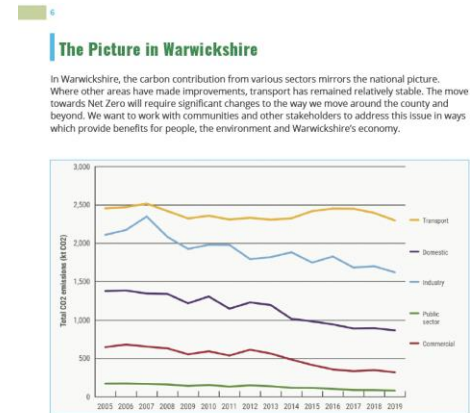 6
The Picture in Warwickshire
In Warwickshire, the carbon contribution from various sectors mirrors the national picture.
Where other areas have made improvements, transport has remained relatively stable. The move
towards Net Zero will require significant changes to the way we move around the county and
beyond. We want to work with communities and other stakeholders to address this issue in ways
which provide benefits for people, the environment and Warwickshire's economy.
Total CO2 emissions (kt CO2)
3,000
2,500
2,000
1,500
1,000
500
0
2005 2006 2007 2008 2009 2010 2011 2012 2013 2014 2015 2016 2017 2018 2019
Transport
Domestic
Industry
Public
sector
Commercial